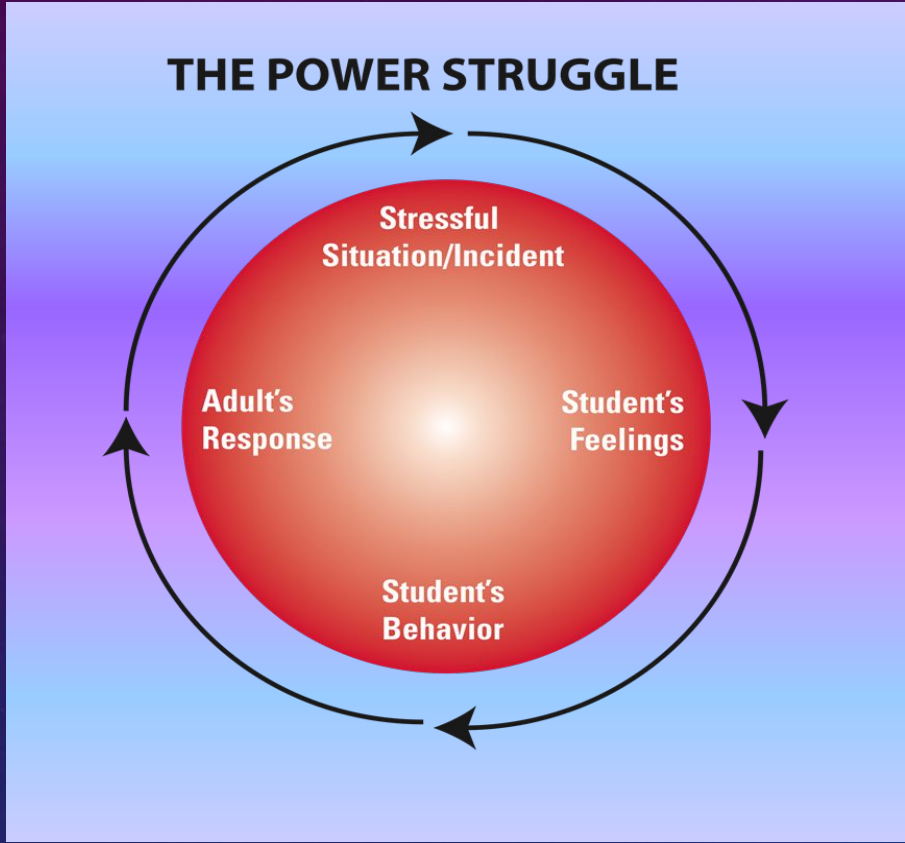 THE POWER STRUGGLE
Stressful
Situation/Incident
Student's
Feelings
Student's
Behavior
Adult's
Response